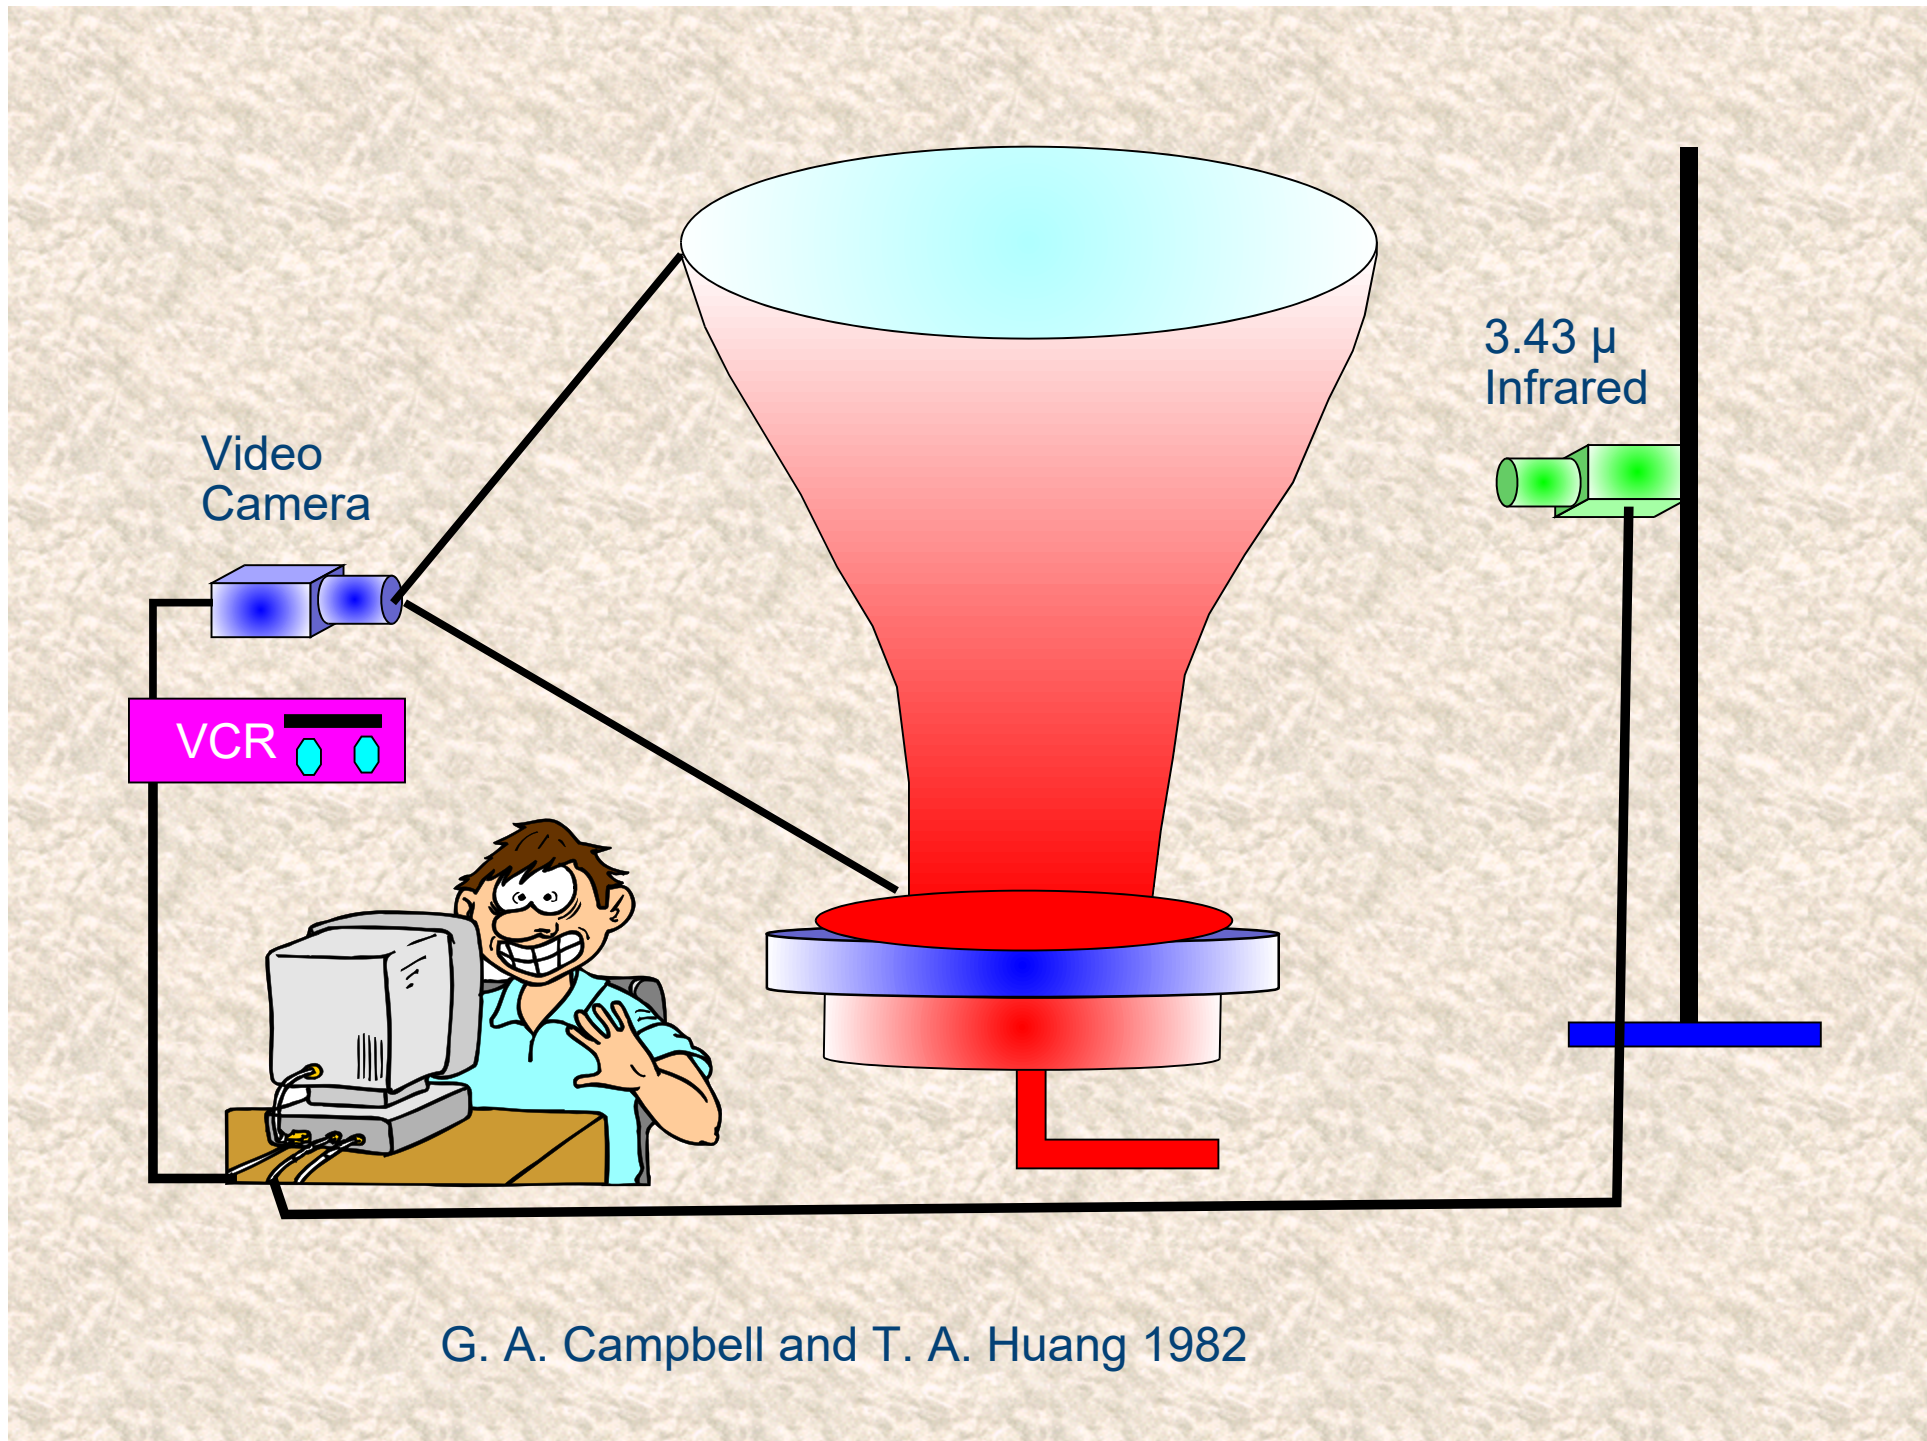 3.43 µ
Infrared
Video
Camera
VCR
G. A. Campbell and T. A. Huang 1982